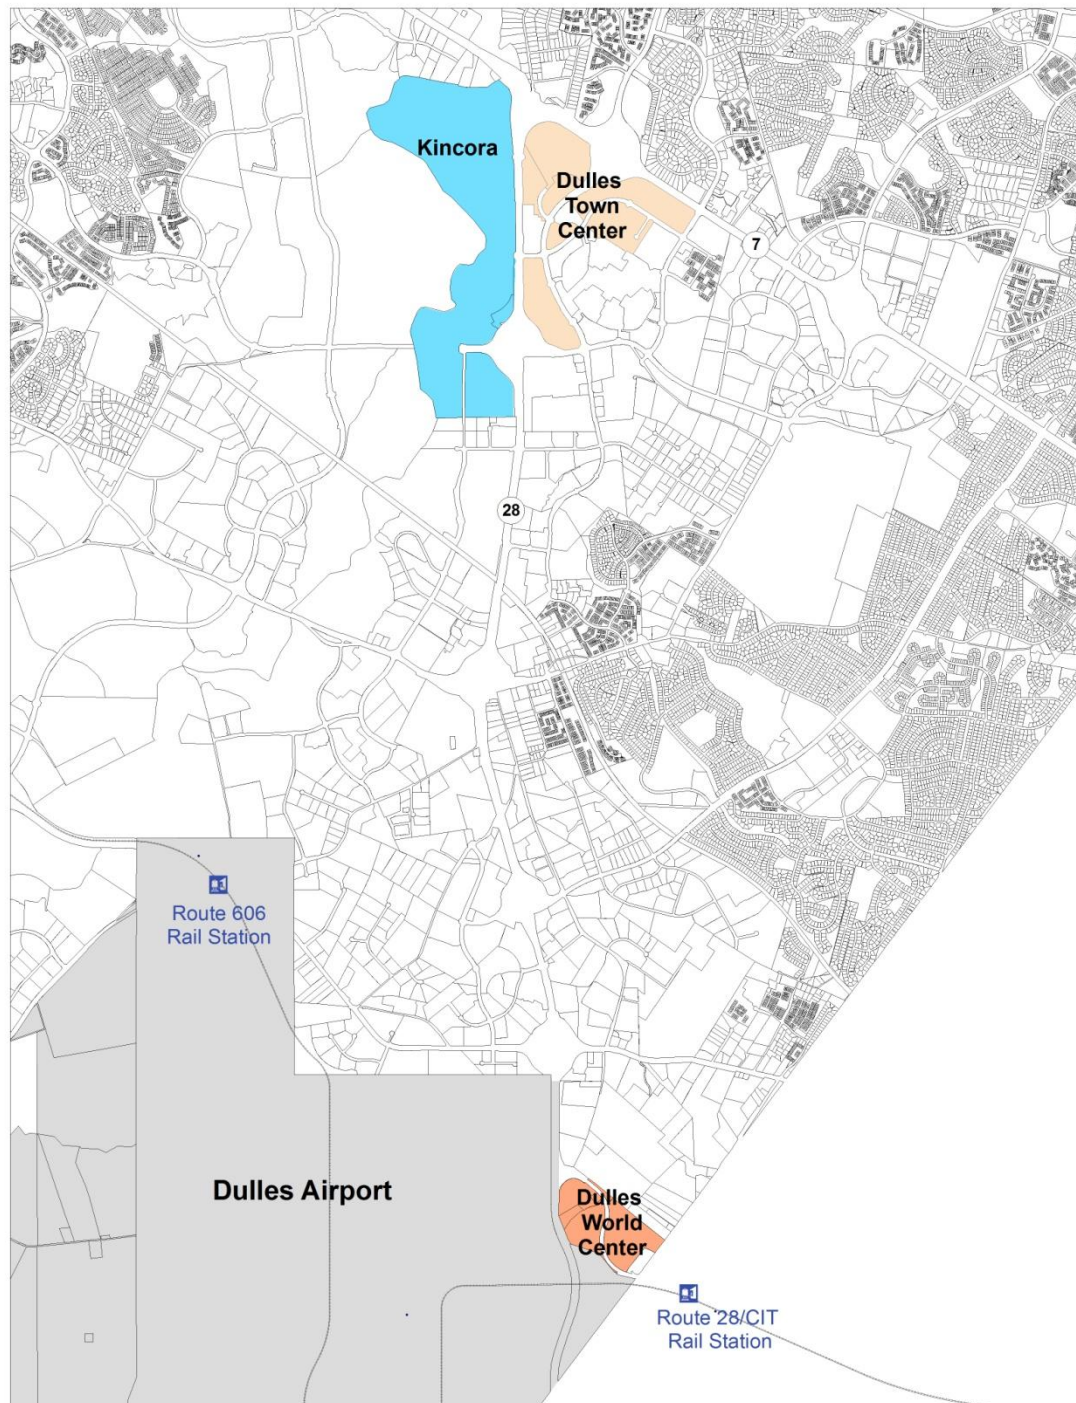 Kincora
Dulles
Town
Center
7
28
Route 606
Rail Station
Dulles Airport
Dulles
World
Center
Route 28/CIT
Rail Station